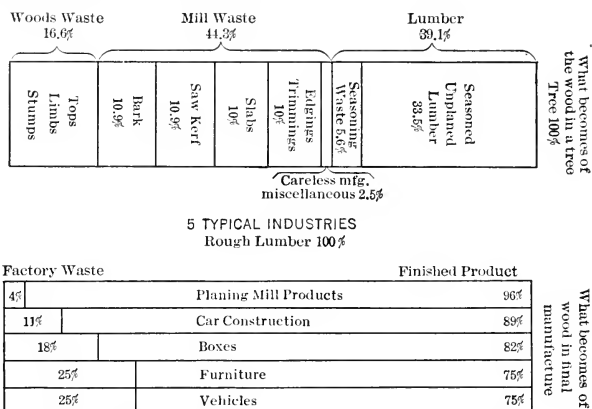 Woods Waste
16.6%
Mill Waste
44.3%
Lumber
39.1%
Tops
Limbs
Stumps
Bark
10.9%
Saw Kerf
10.9%
Slabs
10%
Edgings
Trimmings
10%
Seasoning
Waste 5.6%
Seasoned
Unplaned
Lumber
33.5%
What becomes of
the wood in a tree
Tree 100%
Careless mfg.
miscellaneous 2.5%
5 TYPICAL INDUSTRIES
Rough Lumber 100%
Factory Waste
Finished Product
4% Planing Mill Products 96%
11% Car Construction 89%
18% Boxes 82%
25% Furniture 75%
25% Vehicles 75%
What becomes of
wood in final
manufacture